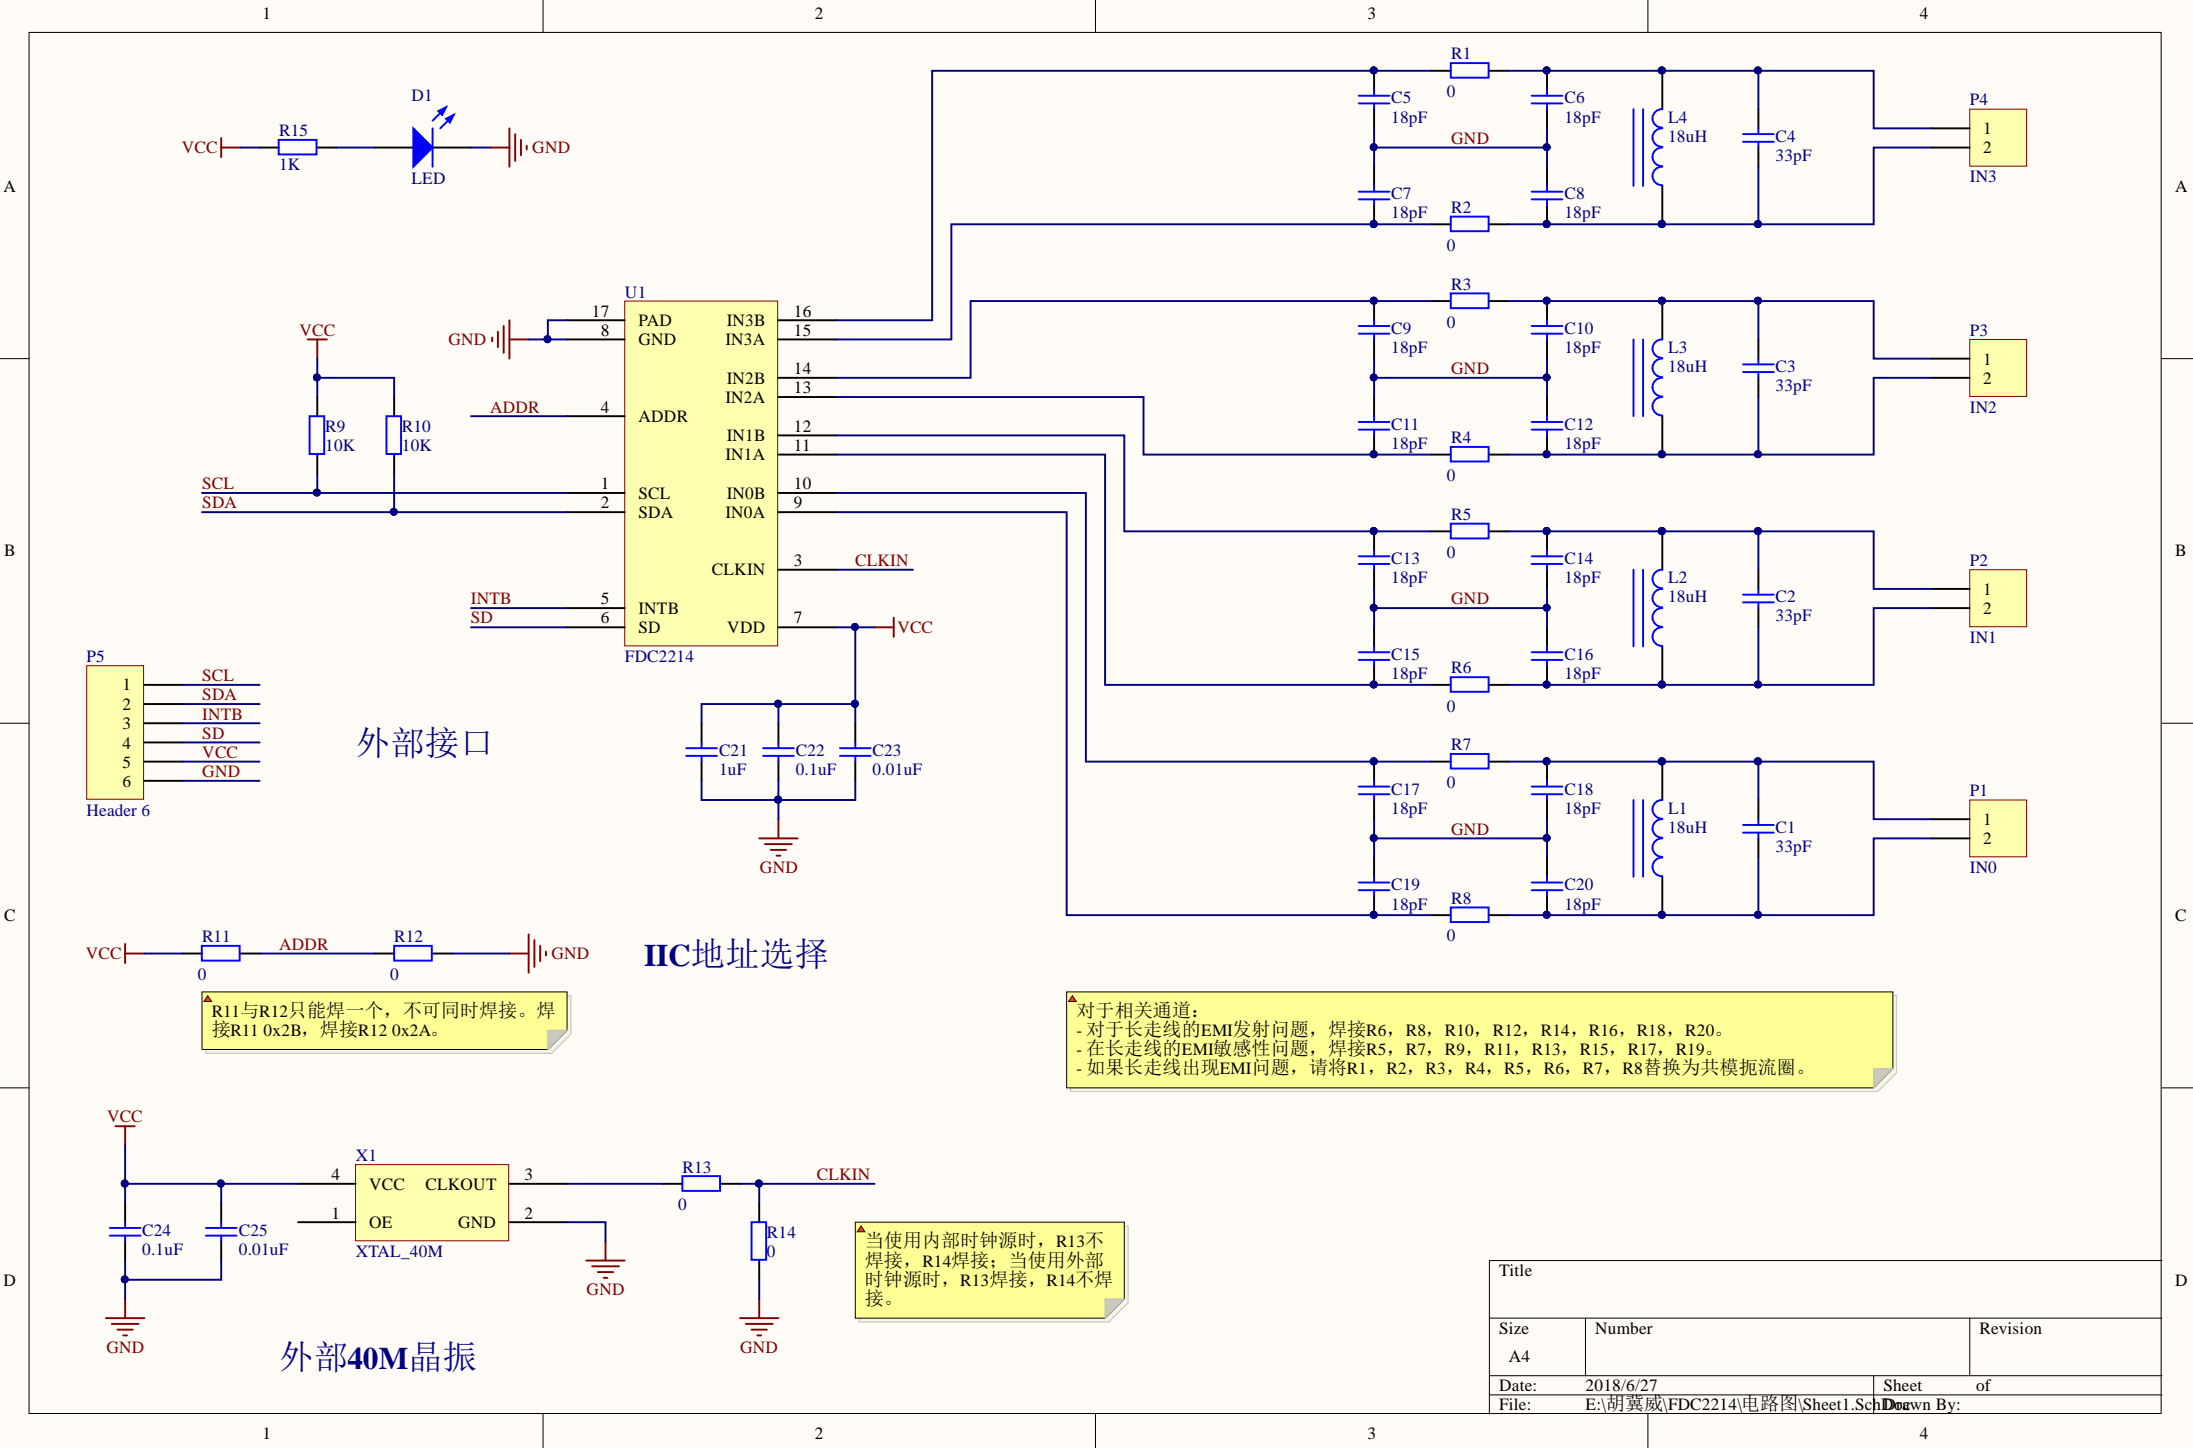 1 2 3 4
A A
B B
C C
D D
1 2 3 4
D1
VCC R15 GND
1K
LED
R1
0
C5
18pF
C6
18pF
GND
C7
18pF
C8
18pF
R2
0
L4
18uH
C4
33pF
P4
1
2
IN3
R3
0
C9
18pF
C10
18pF
GND
C11
18pF
C12
18pF
R4
0
L3
18uH
C3
33pF
P3
1
2
IN2
R5
0
C13
18pF
C14
18pF
GND
C15
18pF
C16
18pF
R6
0
L2
18uH
C2
33pF
P2
1
2
IN1
R7
0
C17
18pF
C18
18pF
GND
C19
18pF
C20
18pF
R8
0
L1
18uH
C1
33pF
P1
1
2
IN0
U1
GND
17 PAD
8 GND
ADDR 4 ADDR
SCL 1 SCL
SDA 2 SDA
INTB 5 INTB
SD 6 SD
IN3B 16
IN3A 15
IN2B 14
IN2A 13
IN1B 12
IN1A 11
IN0B 10
IN0A 9
CLKIN 3 CLKIN
VDD 7 VCC
FDC2214
VCC
R9
10K
R10
10K
C21
1uF
C22
0.1uF
C23
0.01uF
GND
P5
1 SCL
2 SDA
3 INTB
4 SD
5 VCC
6 GND
Header 6
外部接口
VCC R11 ADDR R12 GND
0 0
IIC地址选择
R11与R12只能焊一个，不可同时焊接。焊
接R11 0x2B，焊接R12 0x2A。
对于相关通道：
- 对于长走线的EMI发射问题，焊接R6，R8，R10，R12，R14，R16，R18，R20。
- 在长走线的EMI敏感性问题，焊接R5，R7，R9，R11，R13，R15，R17，R19。
- 如果长走线出现EMI问题，请将R1，R2，R3，R4，R5，R6，R7，R8替换为共模扼流圈。
VCC
X1
4 VCC CLKOUT 3
1 OE GND 2
XTAL_40M
C24
0.1uF
C25
0.01uF
GND
GND
R13
0
CLKIN
R14
0
GND
当使用内部时钟源时，R13不
焊接，R14焊接；当使用外部
时钟源时，R13焊接，R14不焊
接。
外部40M晶振
Title
Size Number Revision
A4
Date: 2018/6/27 Sheet of
File: E:\胡冀威\FDC2214\电路图\Sheet1.SchDoc Drawn By: